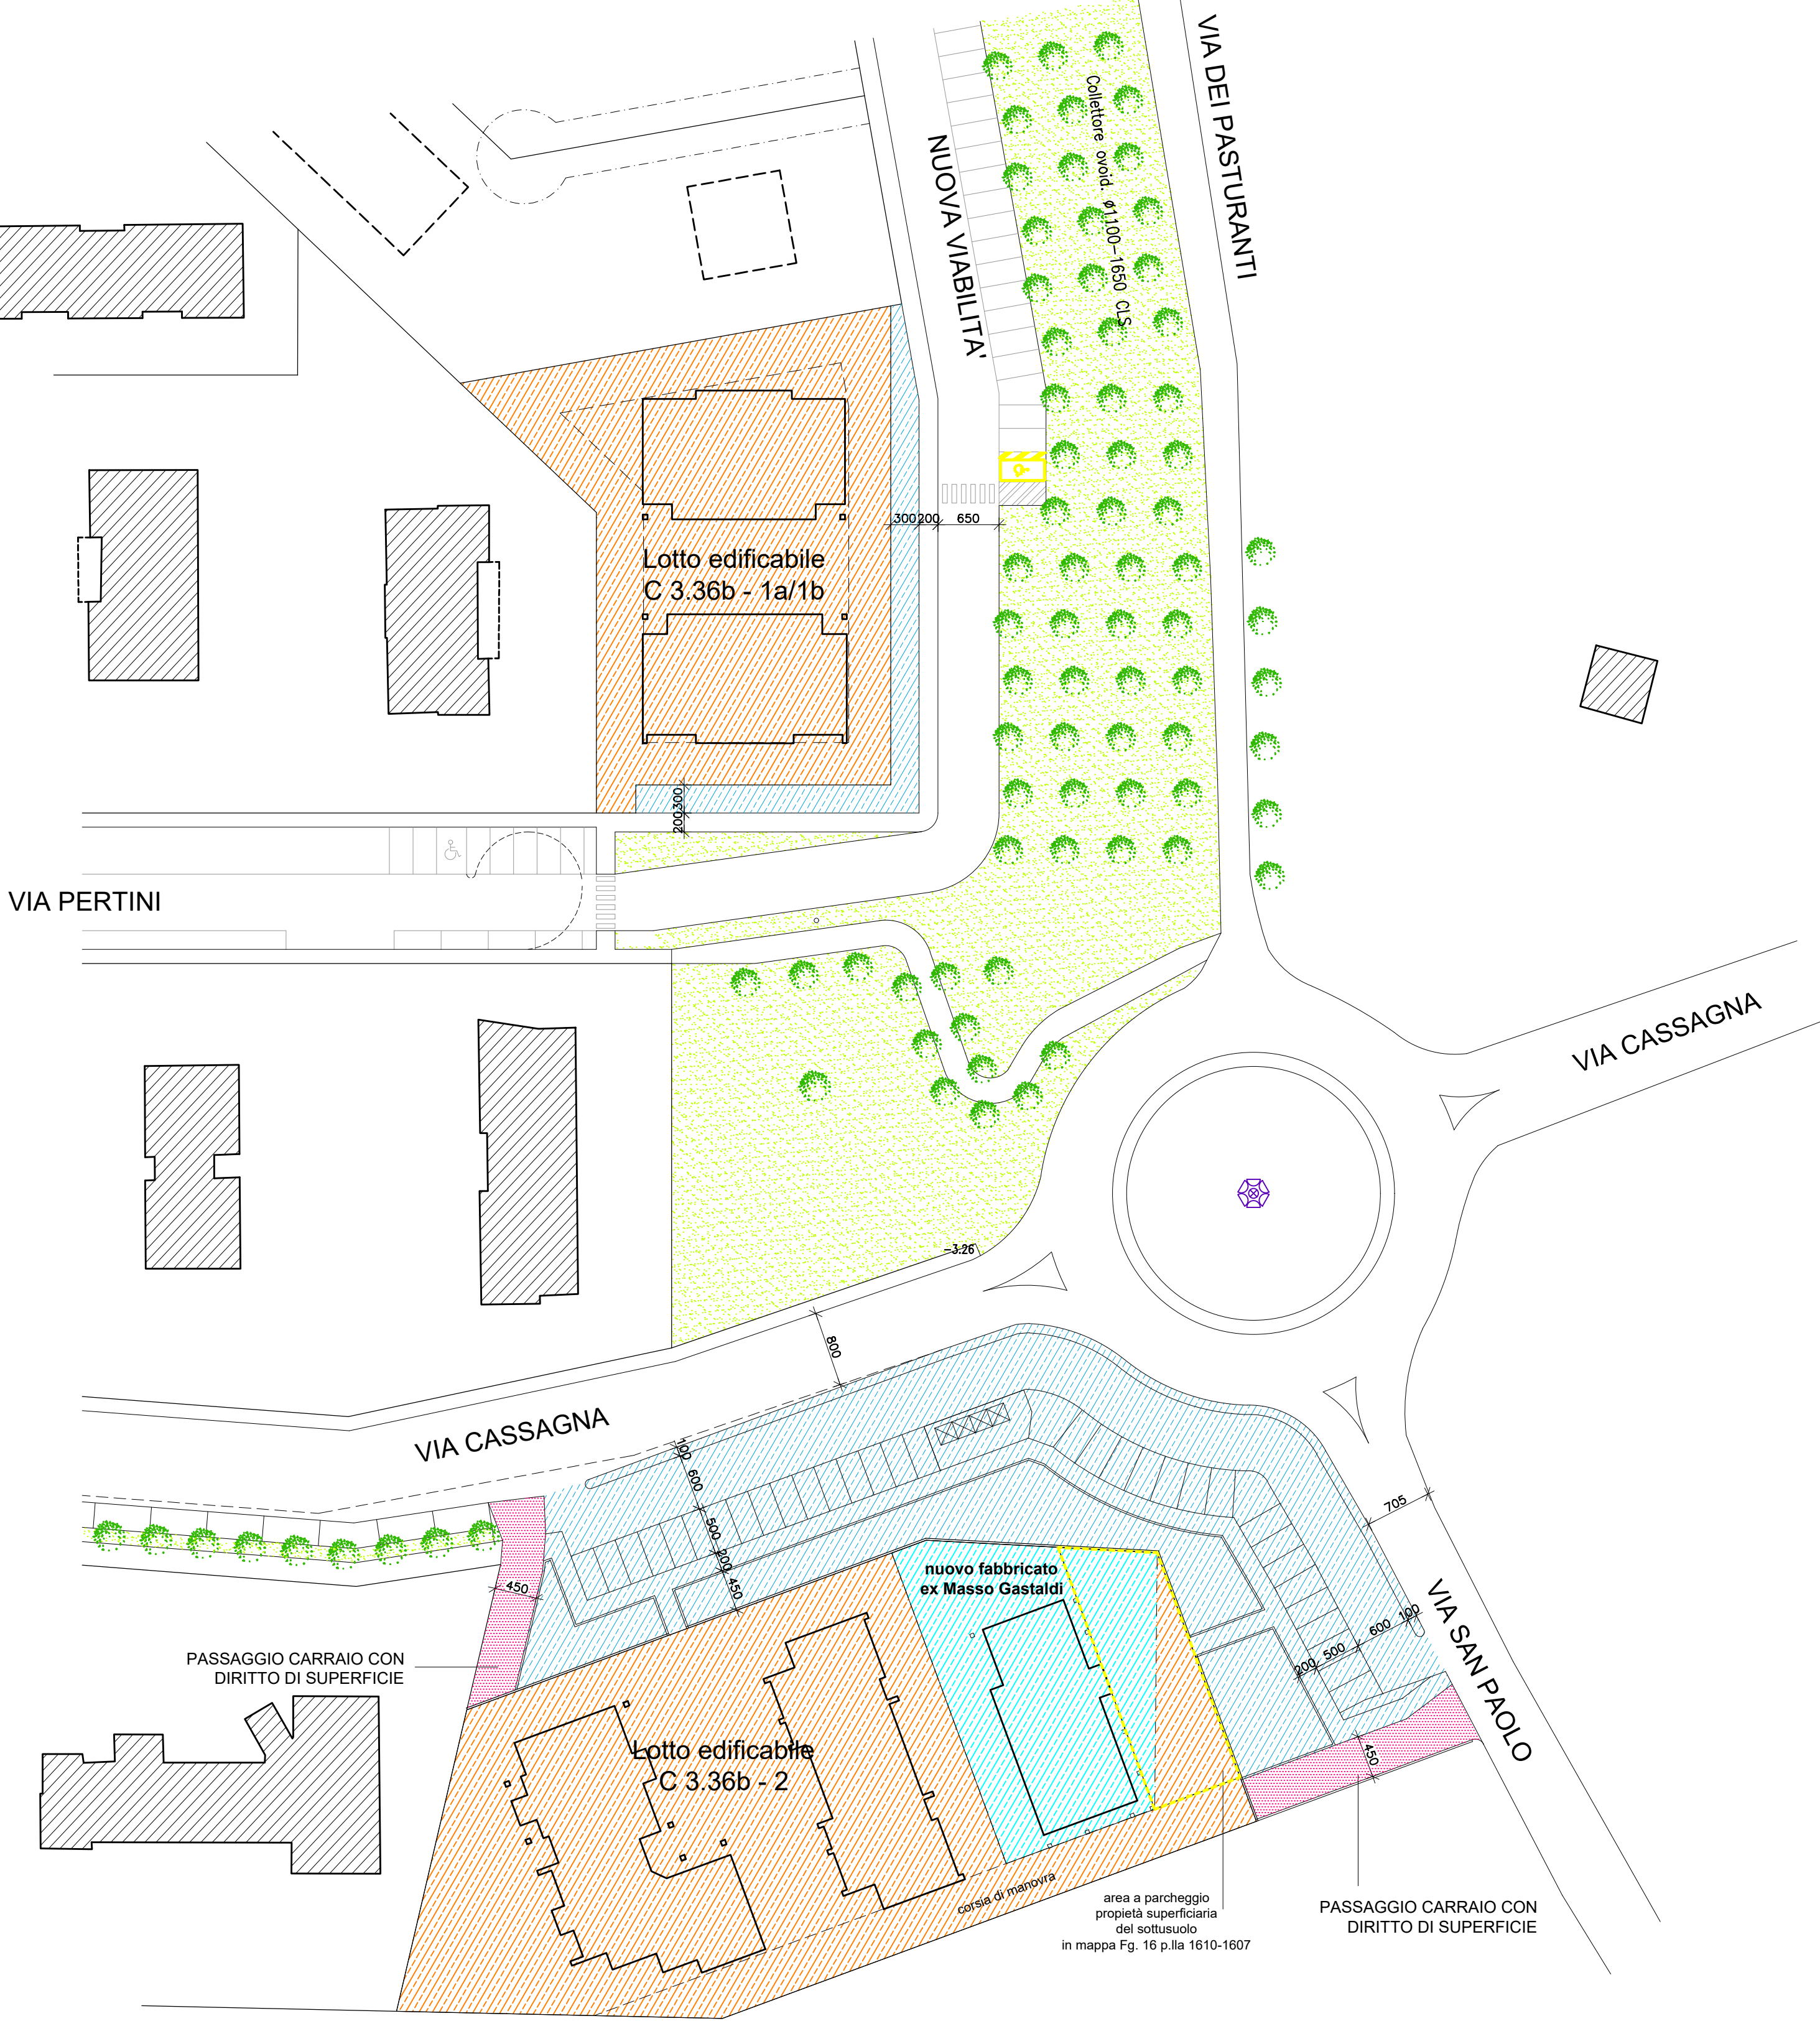 VIA DEI PASTURANTI
Collettore ovoid. ø1100-1650 CLS
NUOVA VIABILITA'
300 200 650
Lotto edificabile
C 3.36b - 1a/1b
300
200
VIA PERTINI
VIA CASSAGNA
-3.26
800
VIA CASSAGNA
100
600
500
200
450
705
450
nuovo fabbricato
ex Masso Gastaldi
VIA SAN PAOLO
100
600
500
200
450
PASSAGGIO CARRAIO CON
DIRITTO DI SUPERFICIE
Lotto edificabile
C 3.36b - 2
corsia di manovra
area a parcheggio
propietà superficiaria
del sottusuolo
in mappa Fg. 16 p.lla 1610-1607
PASSAGGIO CARRAIO CON
DIRITTO DI SUPERFICIE